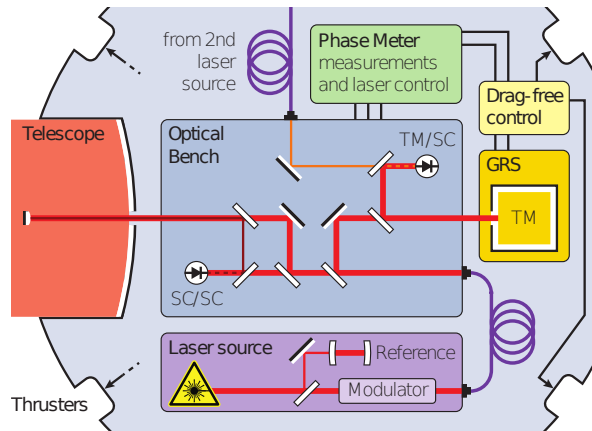 from 2nd
laser
source
Phase Meter
measurements
and laser control
Drag-free
control
Telescope
Optical
Bench
TM/SC
GRS
TM
SC/SC
Laser source
Reference
Modulator
Thrusters